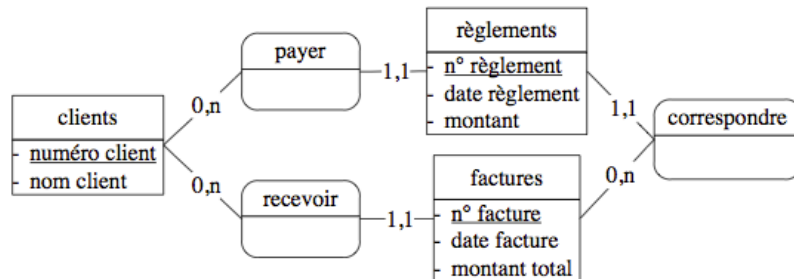 règlements
payer
n° règlement
1,1
date règlement
0,n
clients
montant
1,1
correspondre
numéro client
nom client
0,n
factures
0,n
recevoir
n° facture
1,1
date facture
montant total